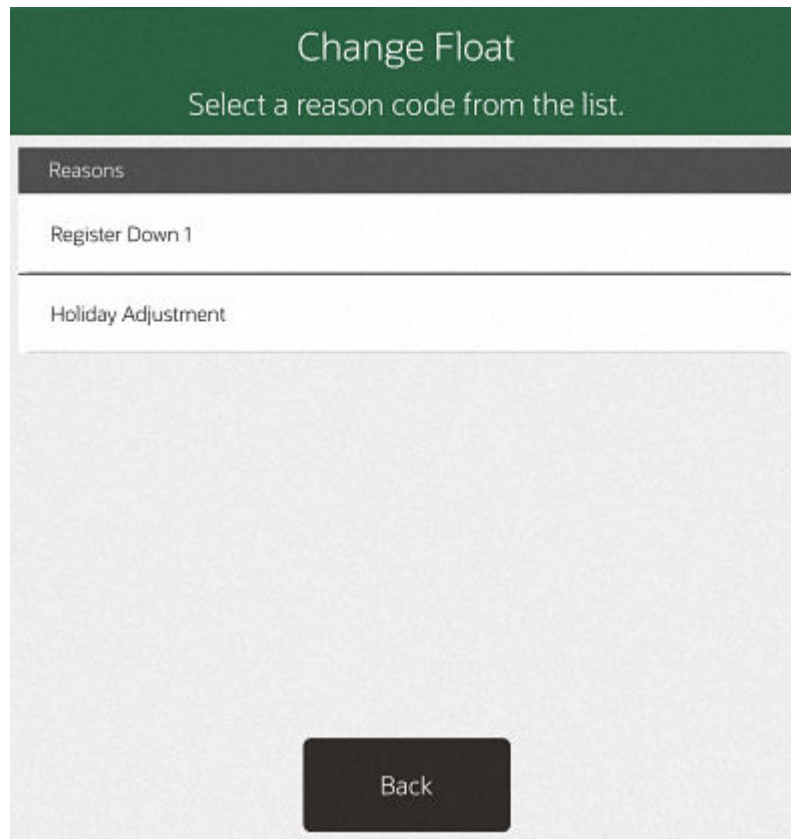 Change Float
Select a reason code from the list.
Reasons
Register Down 1
Holiday Adjustment
Back